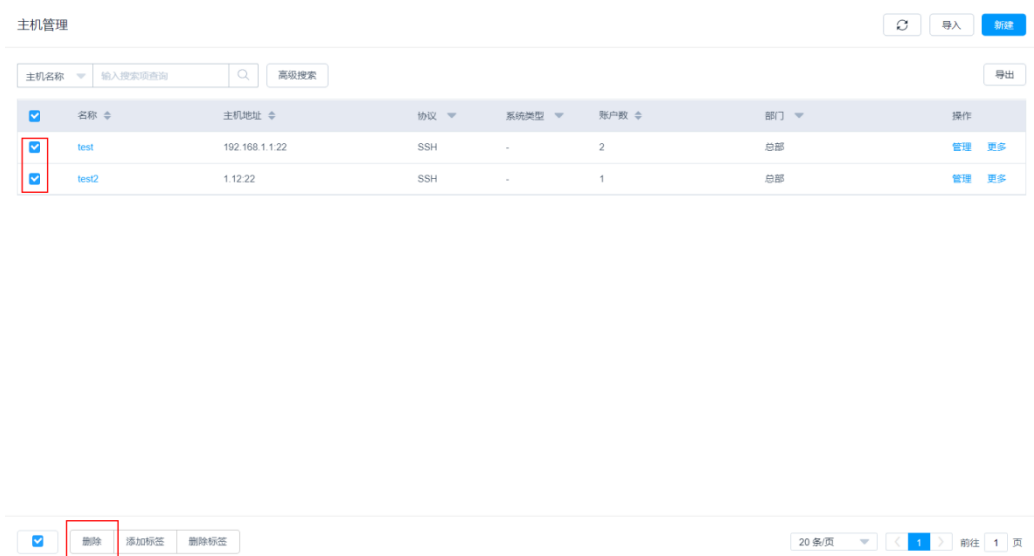 主机管理 导入 新建
主机名称 输入搜索项查询 高级搜索 导出
名称 主机地址 协议 系统类型 账户数 部门 操作
test 192.168.1.1:22 SSH - 2 总部 管理 更多
test2 1.12:22 SSH - 1 总部 管理 更多
删除 添加标签 删除标签 20 条/页 1 前往 1 页